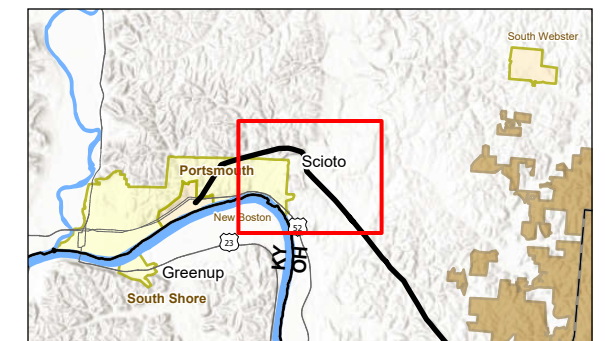 South Webster
Scioto
Portsmouth
New Boston
52
23
KY
OH
Greenup
South Shore